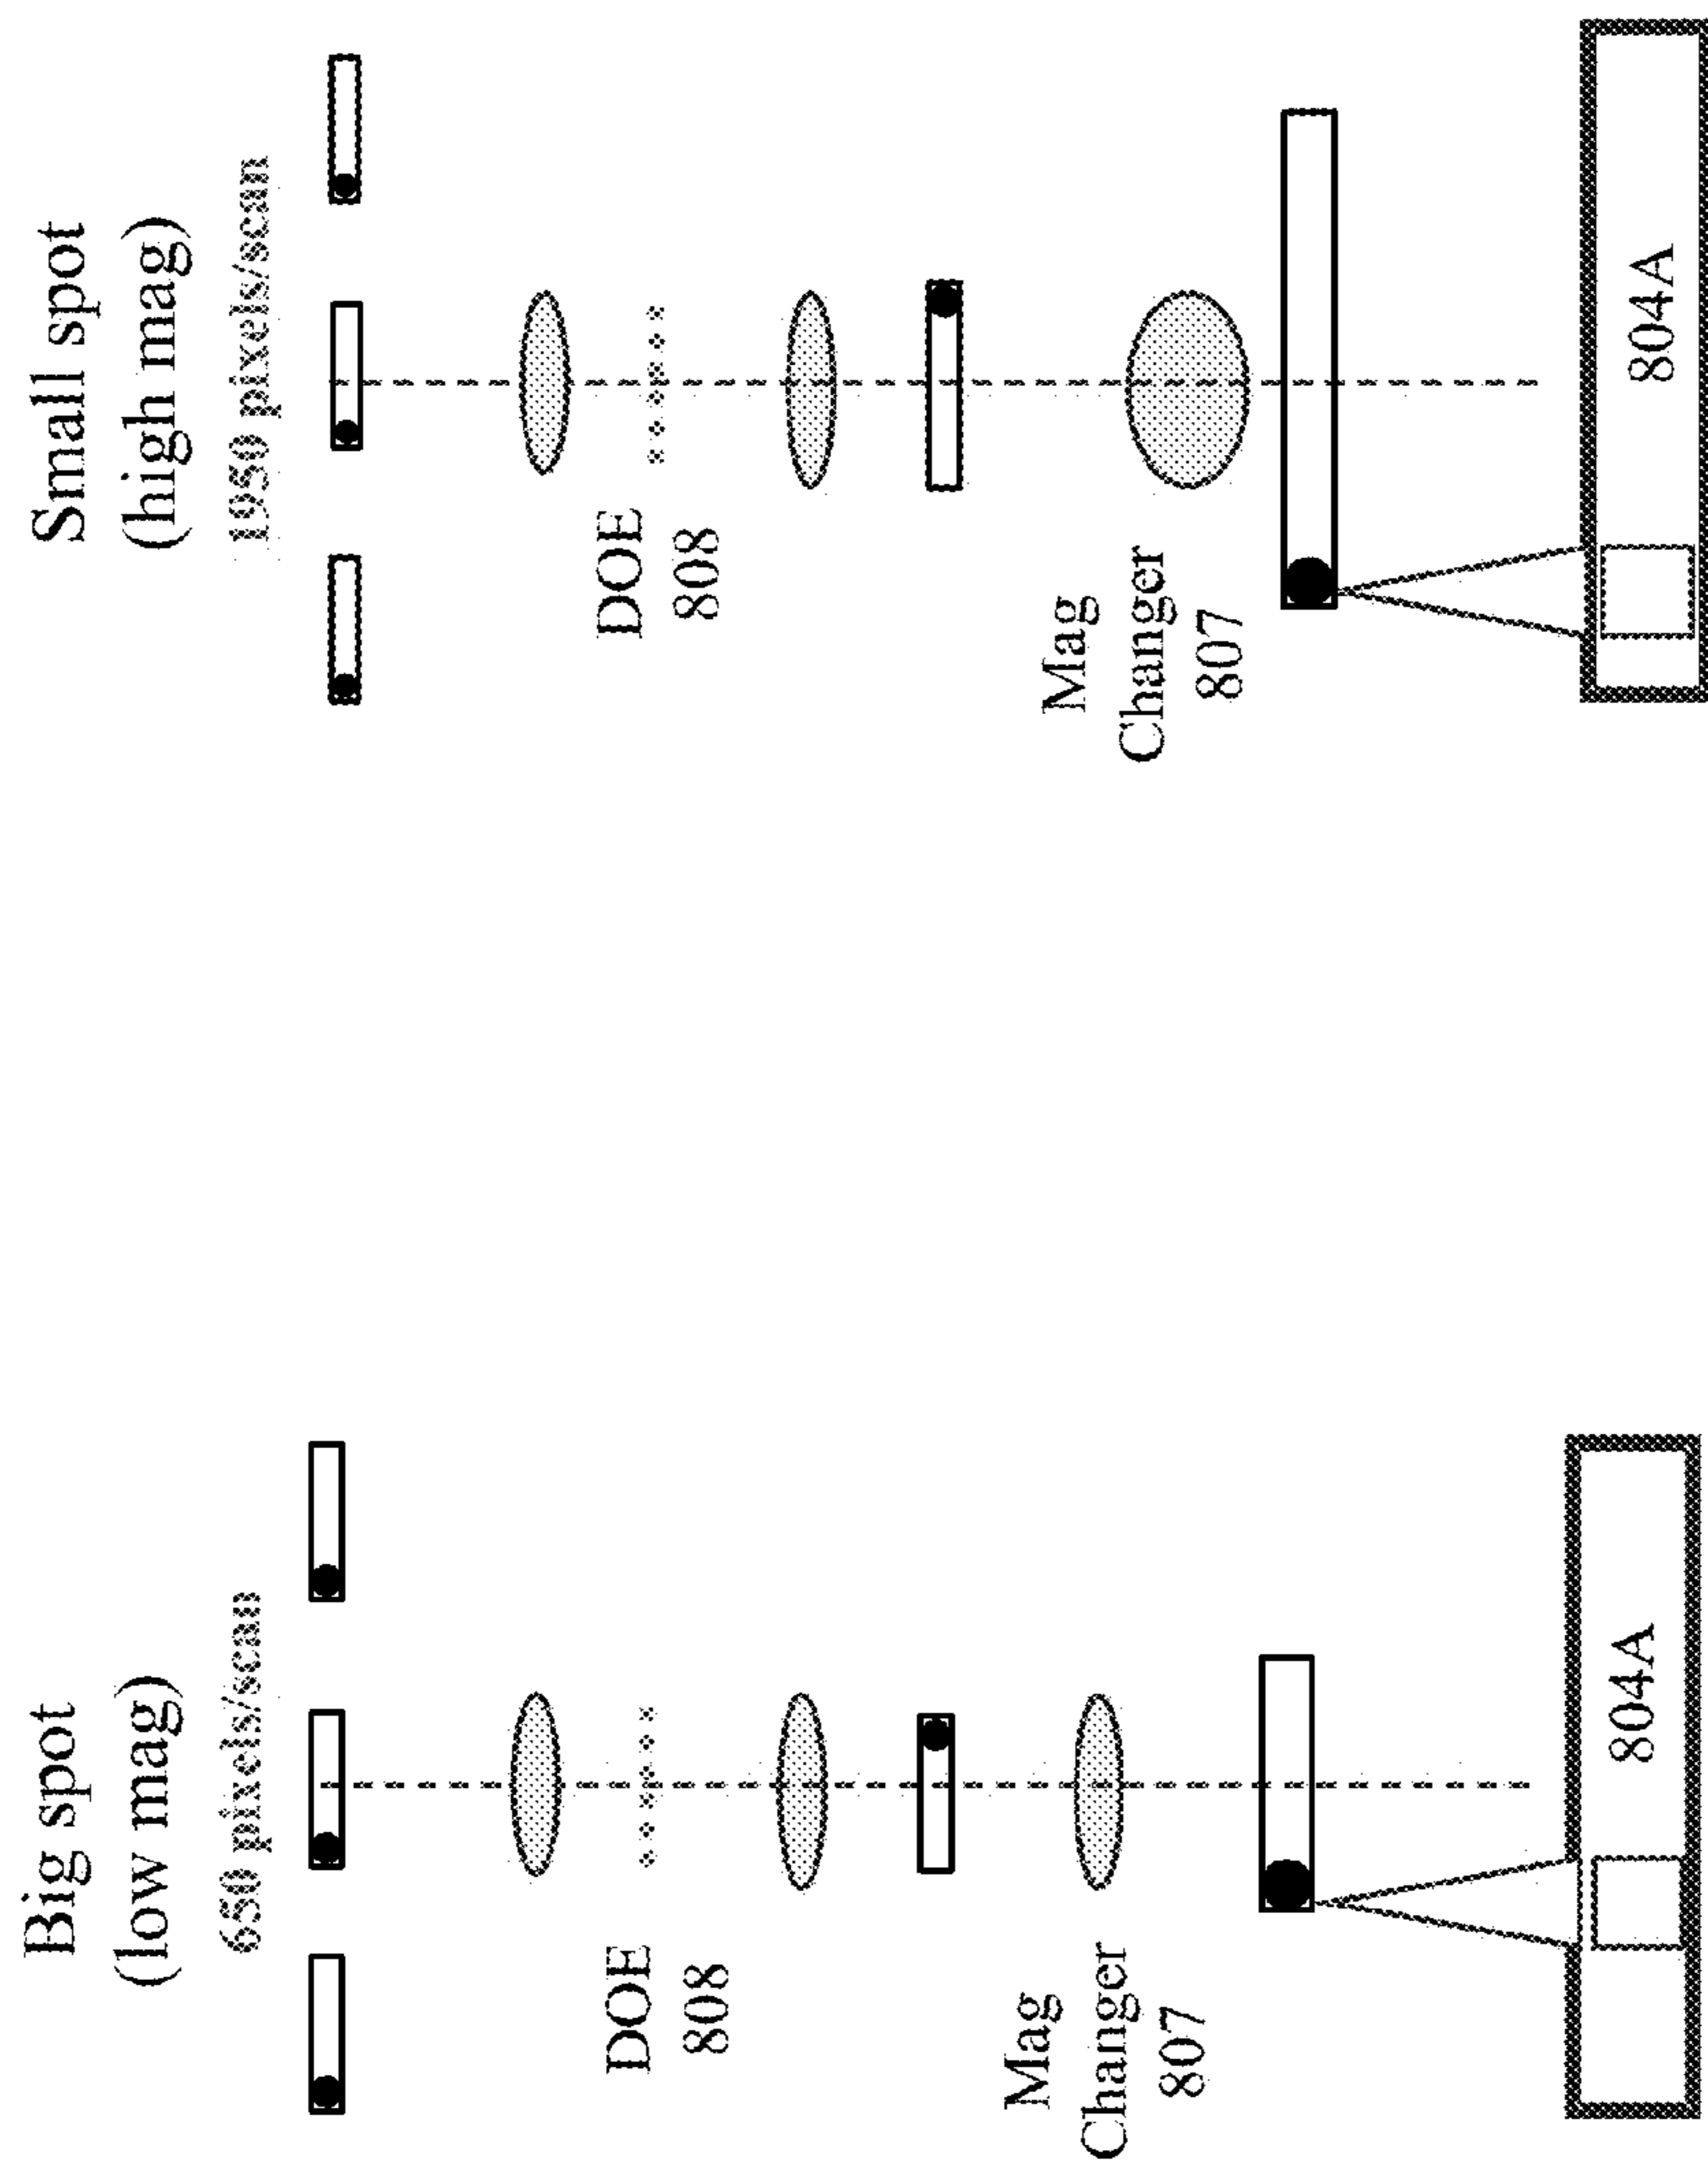 Big spot
(low mag)
650 pixels/scan
DOE
808
Mag
Changer
807
804A
Small spot
(high mag)
1950 pixels/scan
DOE
808
Mag
Changer
807
804A